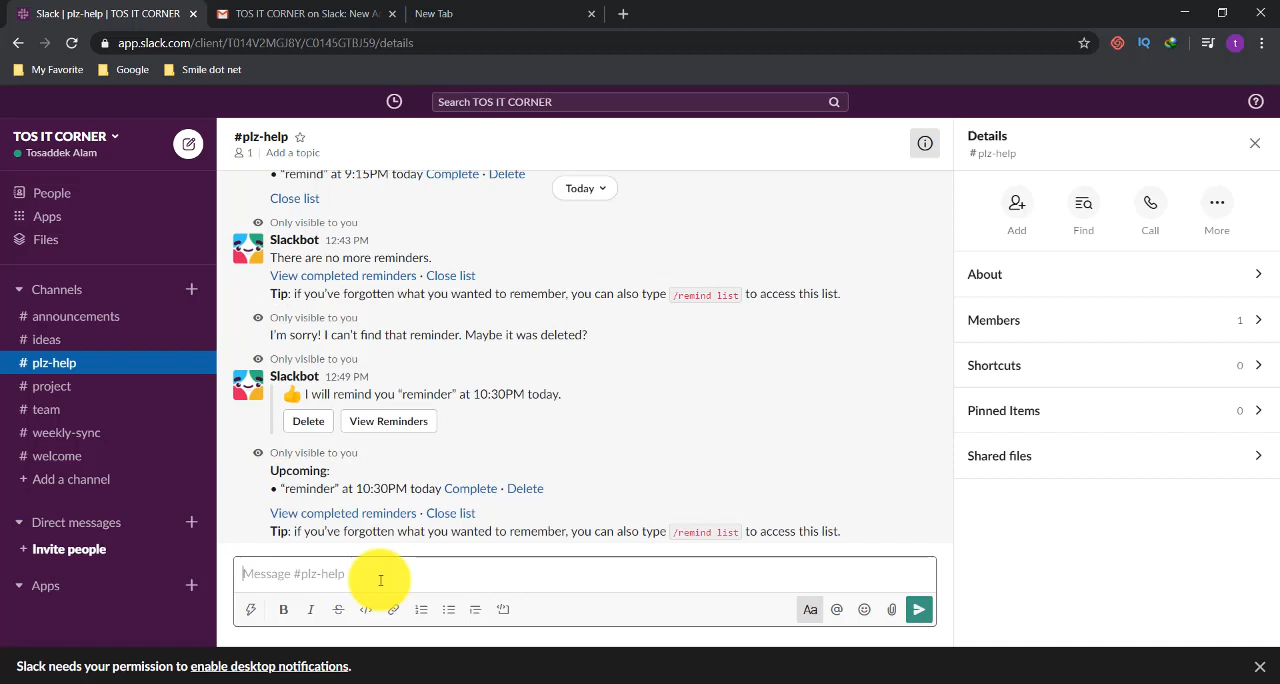 Slack | plz-help | TOS IT CORNER
TOS IT CORNER on Slack: New A
New Tab
app.slack.com/client/T014V2MGJ8Y/C0145GTBJ59/details
IQ
t
My Favorite
Google
Smile dot net
Search TOS IT CORNER
TOS IT CORNER
Tosaddek Alam
People
Apps
Files
Channels
# announcements
# ideas
# plz-help
# project
# team
# weekly-sync
# welcome
+ Add a channel
Direct messages
+ Invite people
Apps
#plz-help
1 | Add a topic
Today
• “remind” at 9:15PM today Complete · Delete
Close list
Only visible to you
Slackbot 12:43 PM
There are no more reminders.
View completed reminders · Close list
Tip: if you’ve forgotten what you wanted to remember, you can also type /remind list to access this list.
Only visible to you
I’m sorry! I can’t find that reminder. Maybe it was deleted?
Only visible to you
Slackbot 12:49 PM
I will remind you “reminder” at 10:30PM today.
Delete View Reminders
Only visible to you
Upcoming:
• “reminder” at 10:30PM today Complete · Delete
View completed reminders · Close list
Tip: if you’ve forgotten what you wanted to remember, you can also type /remind list to access this list.
Message #plz-help
B I S Aa @
Details
#plz-help
Add Find Call More
About
Members 1
Shortcuts 0
Pinned Items 0
Shared files
Slack needs your permission to enable desktop notifications.